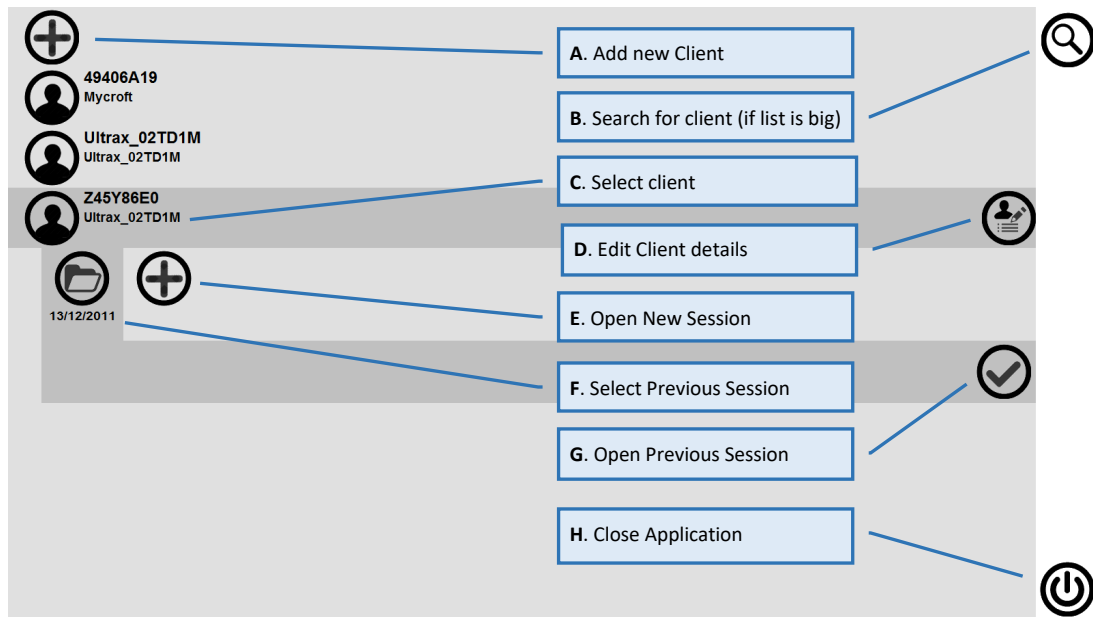 A. Add new Client
49406A19
Mycroft
B. Search for client (if list is big)
Ultrax_02TD1M
Ultrax_02TD1M
C. Select client
Z45Y86E0
Ultrax_02TD1M
D. Edit Client details
13/12/2011
E. Open New Session
F. Select Previous Session
G. Open Previous Session
H. Close Application